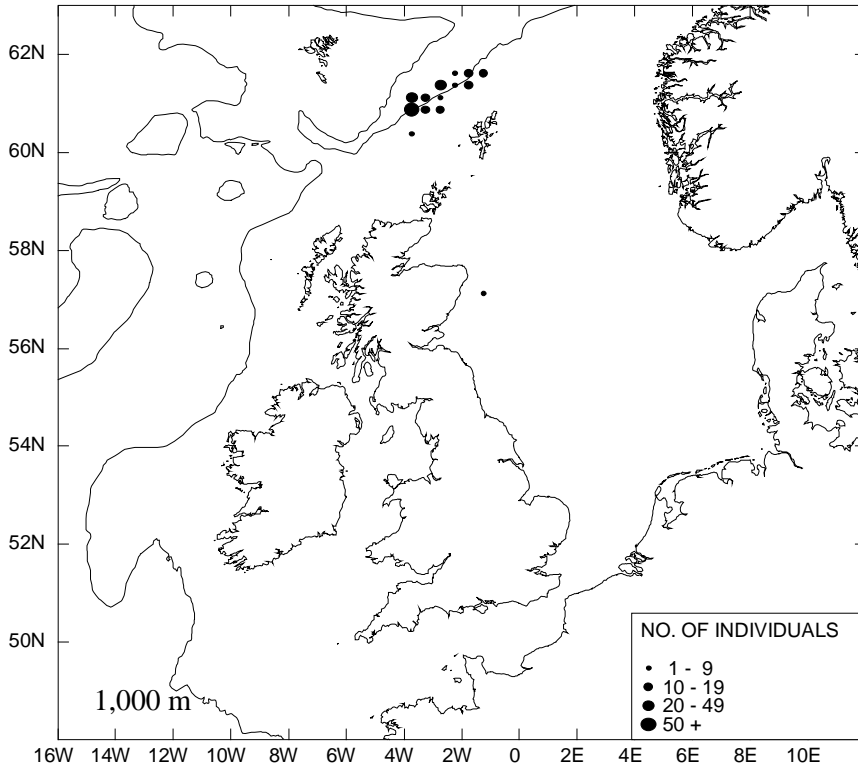 62N
60N
58N
56N
54N
52N
50N
NO. OF INDIVIDUALS
1 - 9
10 - 19
20 - 49
50 +
1,000 m
16W 14W 12W 10W 8W 6W 4W 2W 0 2E 4E 6E 8E 10E